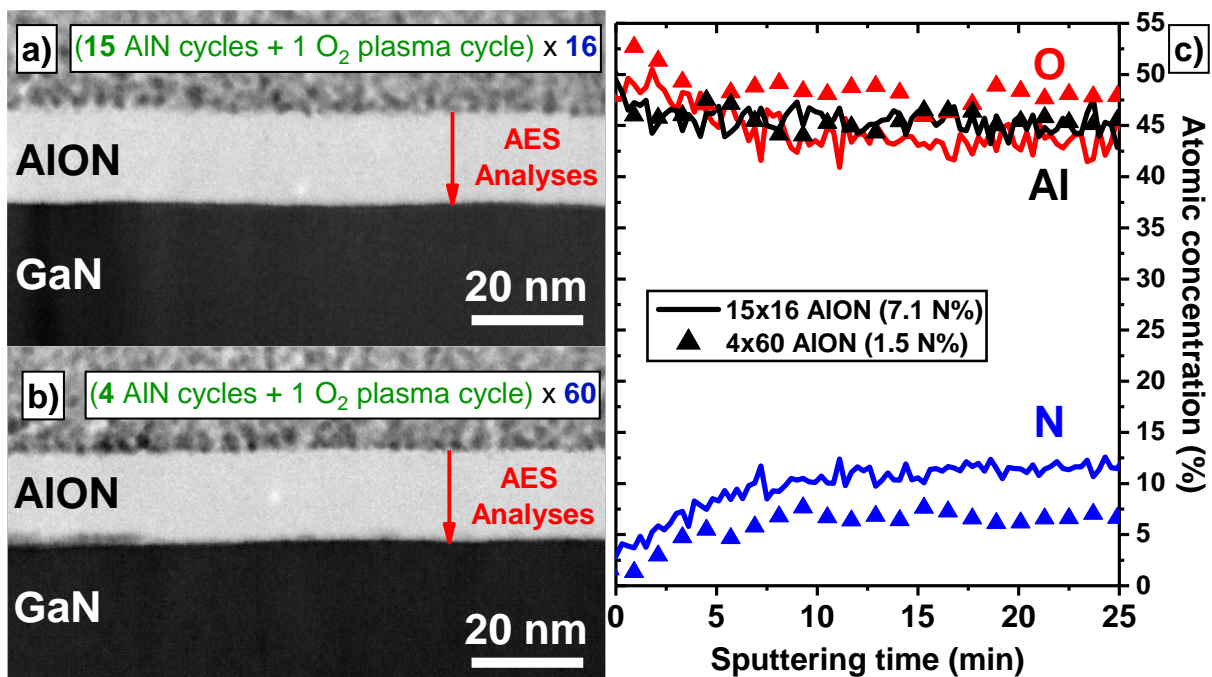 a) (15 AlN cycles + 1 O₂ plasma cycle) x 16
AlON
AES
Analyses
GaN
20 nm
b) (4 AlN cycles + 1 O₂ plasma cycle) x 60
AlON
AES
Analyses
GaN
20 nm
c)
O
Al
15x16 AlON (7.1 N%)
4x60 AlON (1.5 N%)
N
55
50
45
40
35
30
25
20
15
10
5
0
Atomic concentration (%)
0 5 10 15 20 25
Sputtering time (min)